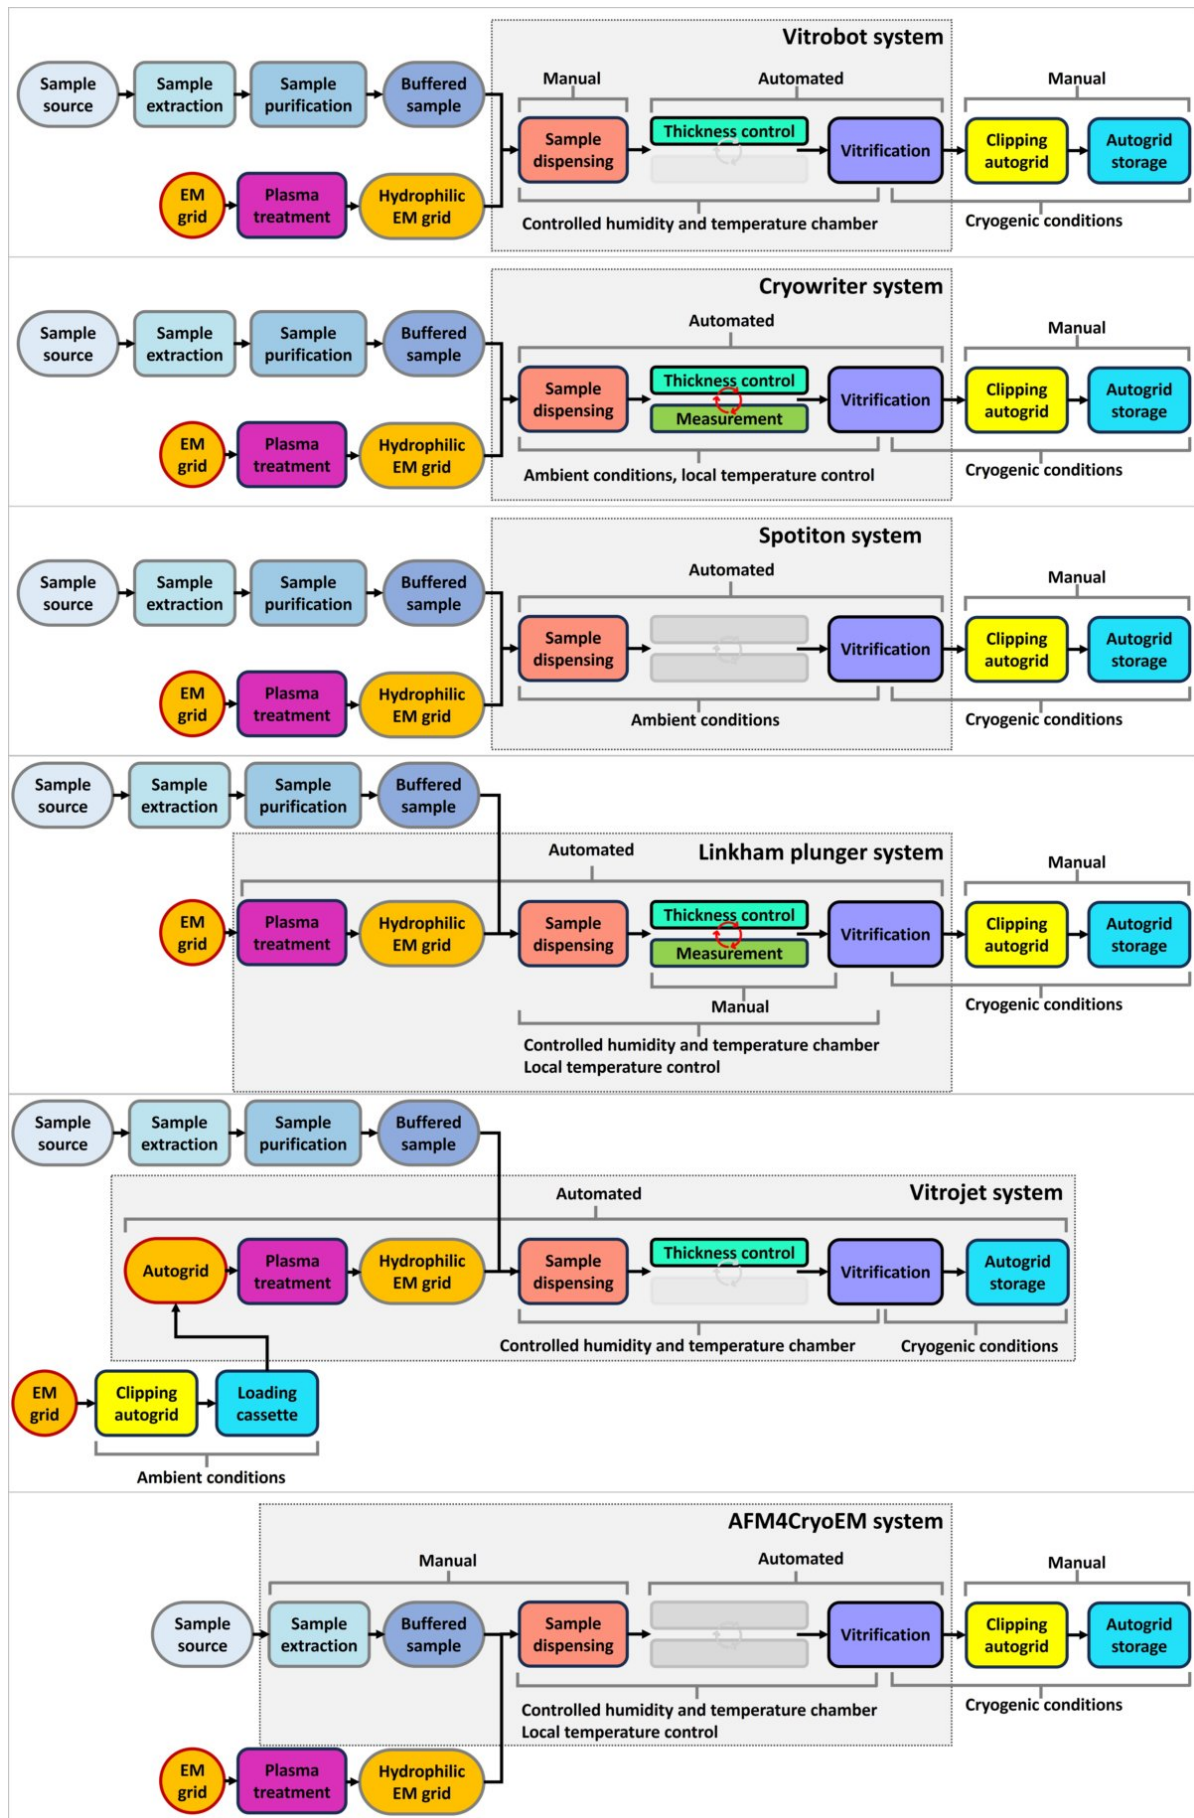 Vitrobot system
Manual
Automated
Manual
Sample
source
Sample
extraction
Sample
purification
Buffered
sample
Sample
dispensing
Thickness control
Vitrification
Clipping
autogrid
Autogrid
storage
EM
grid
Plasma
treatment
Hydrophilic
EM grid
Controlled humidity and temperature chamber
Cryogenic conditions
Cryowriter system
Automated
Manual
Sample
source
Sample
extraction
Sample
purification
Buffered
sample
Sample
dispensing
Thickness control
Measurement
Vitrification
Clipping
autogrid
Autogrid
storage
EM
grid
Plasma
treatment
Hydrophilic
EM grid
Ambient conditions, local temperature control
Cryogenic conditions
Spotiton system
Automated
Manual
Sample
source
Sample
extraction
Sample
purification
Buffered
sample
Sample
dispensing
Vitrification
Clipping
autogrid
Autogrid
storage
EM
grid
Plasma
treatment
Hydrophilic
EM grid
Ambient conditions
Cryogenic conditions
Sample
source
Sample
extraction
Sample
purification
Buffered
sample
Linkham plunger system
Automated
Manual
EM
grid
Plasma
treatment
Hydrophilic
EM grid
Sample
dispensing
Thickness control
Measurement
Vitrification
Clipping
autogrid
Autogrid
storage
Manual
Cryogenic conditions
Controlled humidity and temperature chamber
Local temperature control
Sample
source
Sample
extraction
Sample
purification
Buffered
sample
Vitrojet system
Automated
Autogrid
Plasma
treatment
Hydrophilic
EM grid
Sample
dispensing
Thickness control
Vitrification
Autogrid
storage
Controlled humidity and temperature chamber
Cryogenic conditions
EM
grid
Clipping
autogrid
Loading
cassette
Ambient conditions
AFM4CryoEM system
Manual
Automated
Manual
Sample
source
Sample
extraction
Buffered
sample
Sample
dispensing
Vitrification
Clipping
autogrid
Autogrid
storage
Controlled humidity and temperature chamber
Local temperature control
Cryogenic conditions
EM
grid
Plasma
treatment
Hydrophilic
EM grid